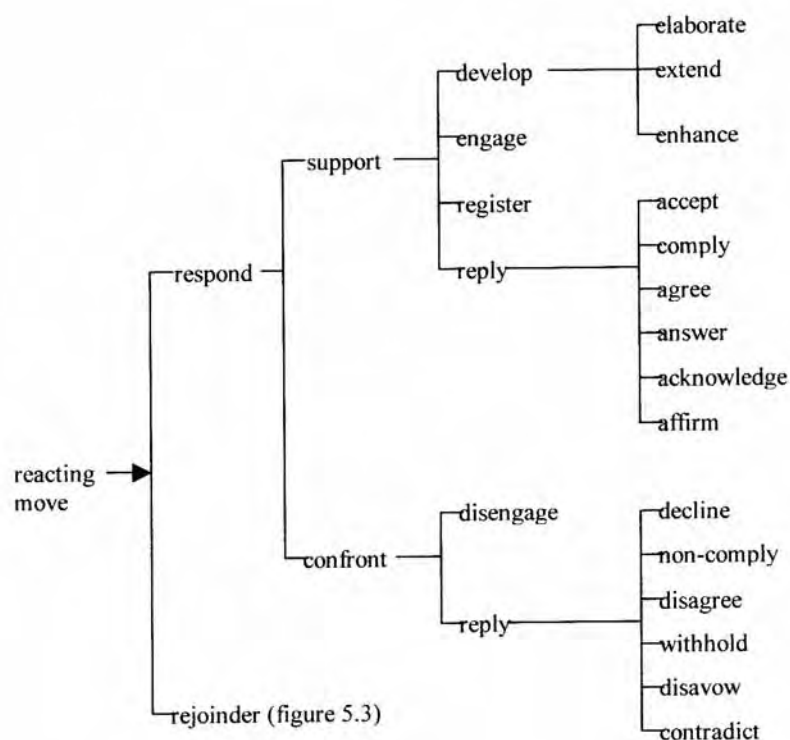 elaborate
develop
extend
engage
enhance
support
register
accept
reply
comply
respond
agree
answer
acknowledge
affirm
reacting
move
disengage
decline
non-comply
confront
disagree
reply
withhold
disavow
rejoinder (figure 5.3)
contradict